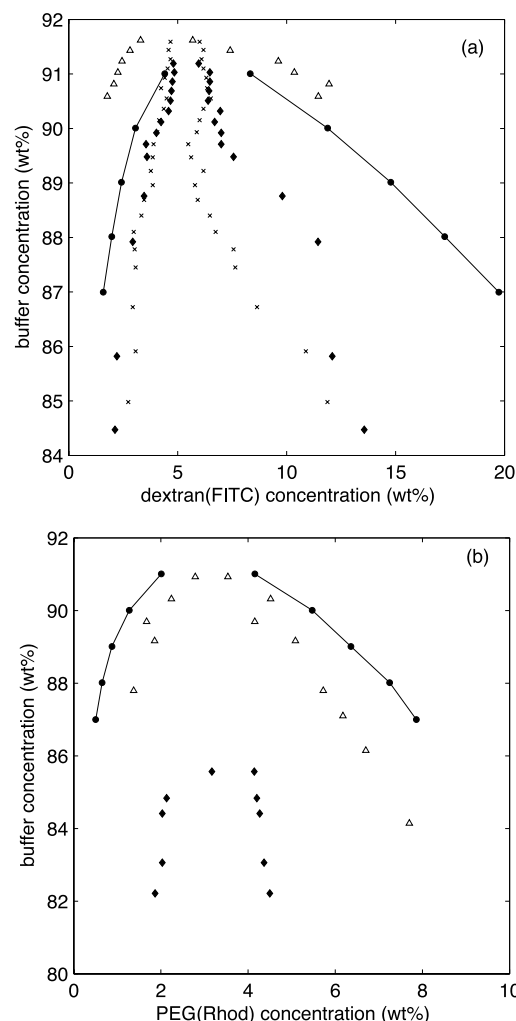 92
(a)
91
90
89
88
87
86
85
84
0 5 10 15 20
buffer concentration (wt%)
dextran(FITC) concentration (wt%)
92
(b)
90
88
86
84
82
80
0 2 4 6 8 10
buffer concentration (wt%)
PEG(Rhod) concentration (wt%)